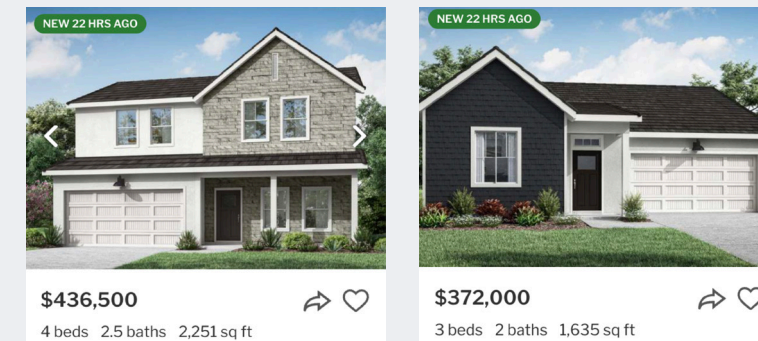 NEW 22 HRS AGO
$436,500
4 beds 2.5 baths 2,251 sq ft
NEW 22 HRS AGO
$372,000
3 beds 2 baths 1,635 sq ft